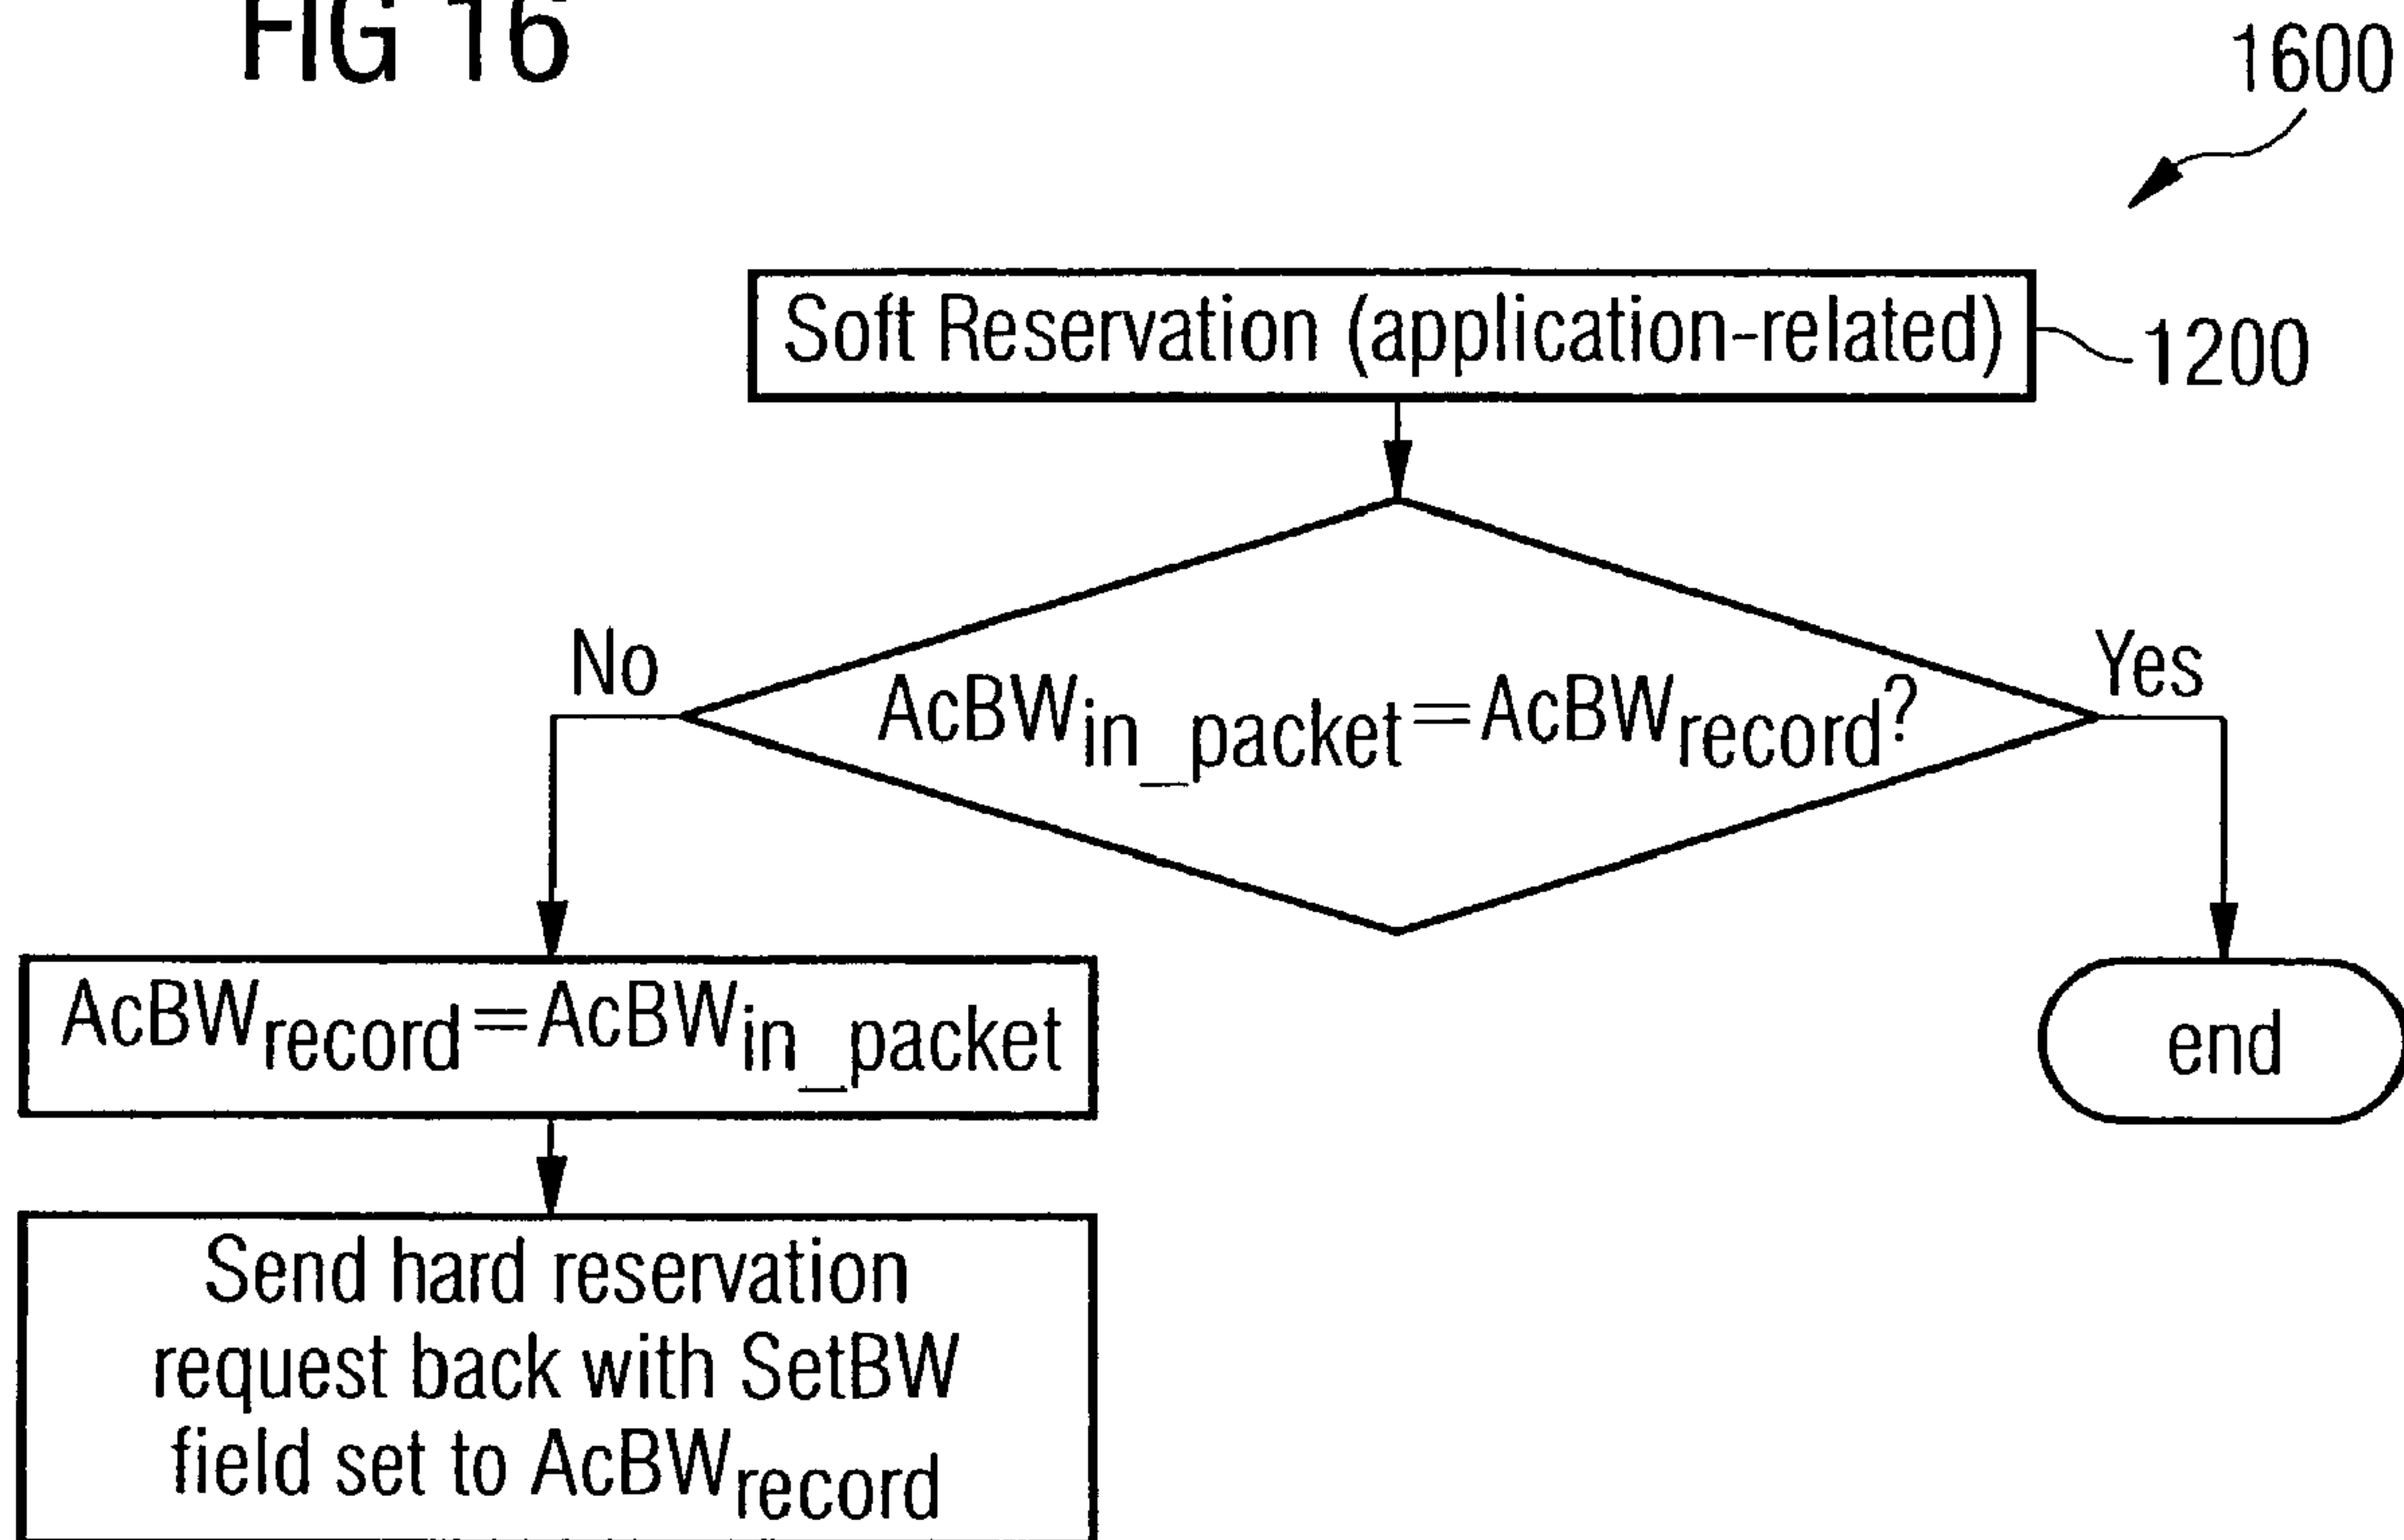 FIG 16
1600
Soft Reservation (application-related)
1200
No
AcBWin_packet=AcBWrecord?
Yes
AcBWrecord=AcBWin_packet
end
Send hard reservation
request back with SetBW
field set to AcBWrecord